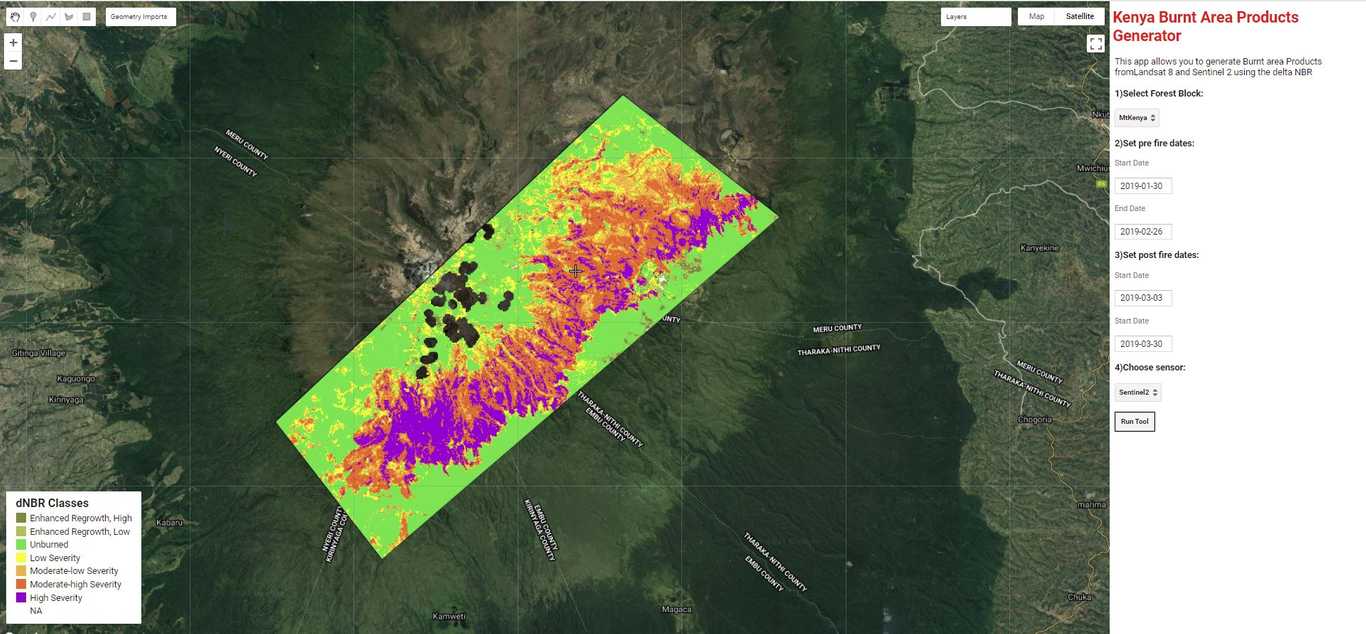 Geometry Imports
Layers
Map
Satellite
+
−
MERU COUNTY
NYERI COUNTY
Mwichiu
Kanyekine
UNTY
MERU COUNTY
THARAKA-NITHI COUNTY
Gitinga Village
Kaguongo
Kirinyaga
MERU COUNTY
THARAKA-NITHI COUNTY
Chogoria
THARAKA-NITHI COUNTY
EMBU COUNTY
NYERI COUNTY
KIRINYAGA CO
EMBU COUNTY
KIRINYAGA COUNTY
Kabaru
THARAKA-NITHI COUNTY
EMBU COUNTY
Kamweti
Magaca
Chuka
dNBR Classes
Enhanced Regrowth, High
Enhanced Regrowth, Low
Unburned
Low Severity
Moderate-low Severity
Moderate-high Severity
High Severity
NA
Kenya Burnt Area Products
Generator
This app allows you to generate Burnt area Products
fromLandsat 8 and Sentinel 2 using the delta NBR
1)Select Forest Block:
MtKenya
2)Set pre fire dates:
Start Date
2019-01-30
End Date
2019-02-26
3)Set post fire dates:
Start Date
2019-03-03
Start Date
2019-03-30
4)Choose sensor:
Sentinel2
Run Tool